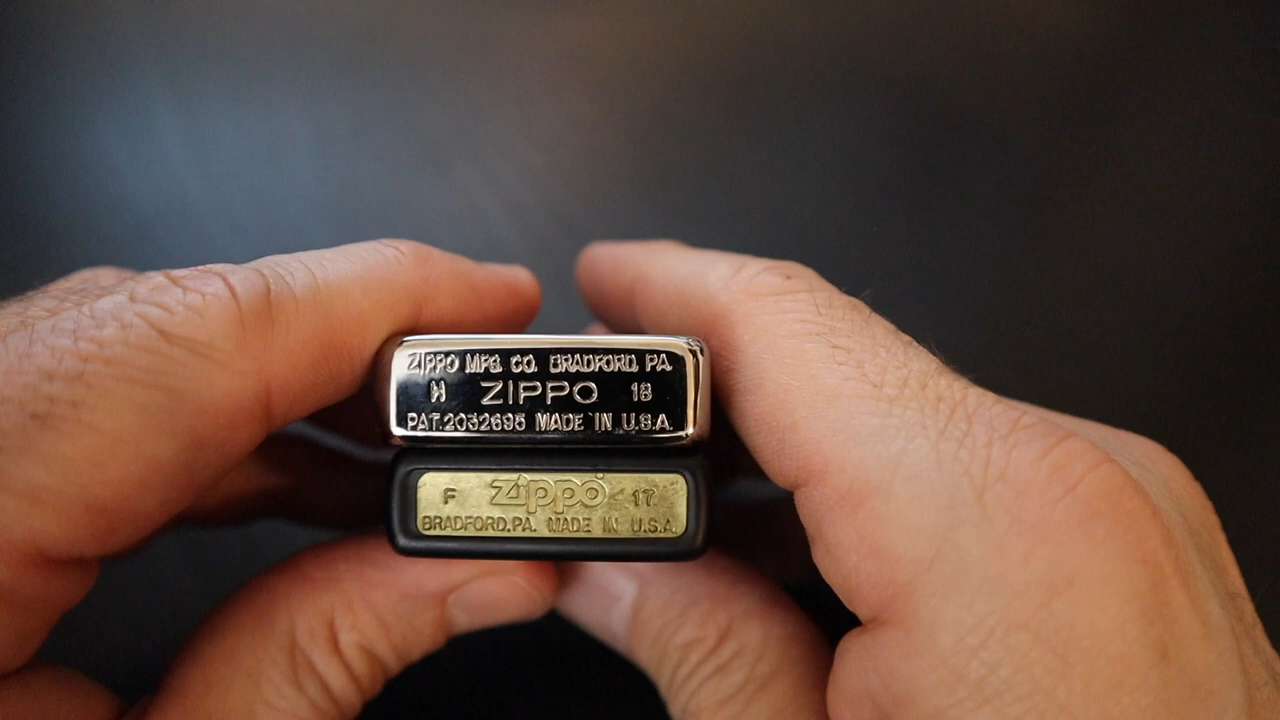 ZIPPO MFG. CO. BRADFORD, PA.
H ZIPPO 18
PAT.2032695 MADE IN U.S.A.
F Zippo 17
BRADFORD,PA. MADE IN U.S.A.